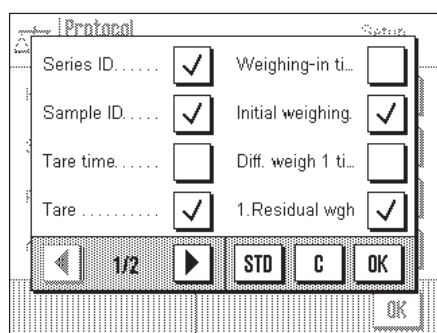 Protocol Setup
Series ID...... Weighing-in ti...
Sample ID..... Initial weighing.
Tare time...... Diff. weigh 1 ti...
Tare .......... 1.Residual wgh
1/2 STD C OK
OK